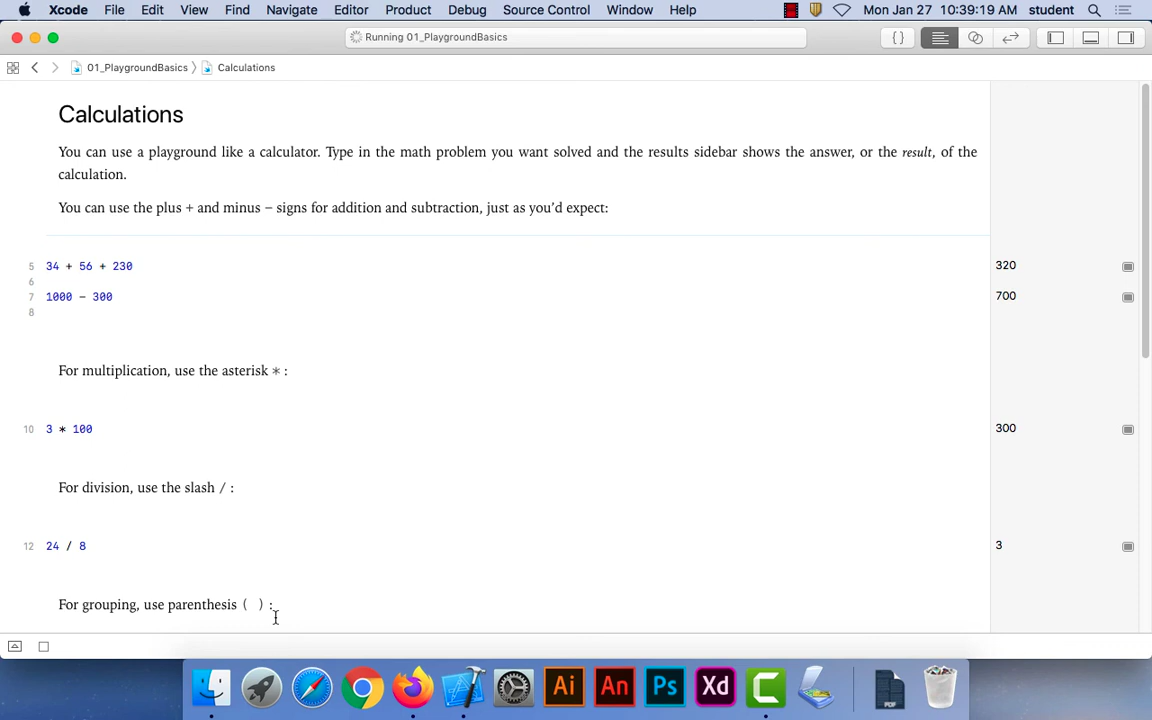 Xcode File Edit View Find Navigate Editor Product Debug Source Control Window Help Mon Jan 27 10:39:19 AM student
Running 01_PlaygroundBasics { }
01_PlaygroundBasics 〉 Calculations
Calculations
You can use a playground like a calculator. Type in the math problem you want solved and the results sidebar shows the answer, or the result, of the
calculation.
You can use the plus + and minus − signs for addition and subtraction, just as you’d expect:
5 34 + 56 + 230 320
6
7 1000 - 300 700
8
For multiplication, use the asterisk * :
10 3 * 100 300
For division, use the slash / :
12 24 / 8 3
For grouping, use parenthesis ( ) :
Ai An Ps Xd C PDF